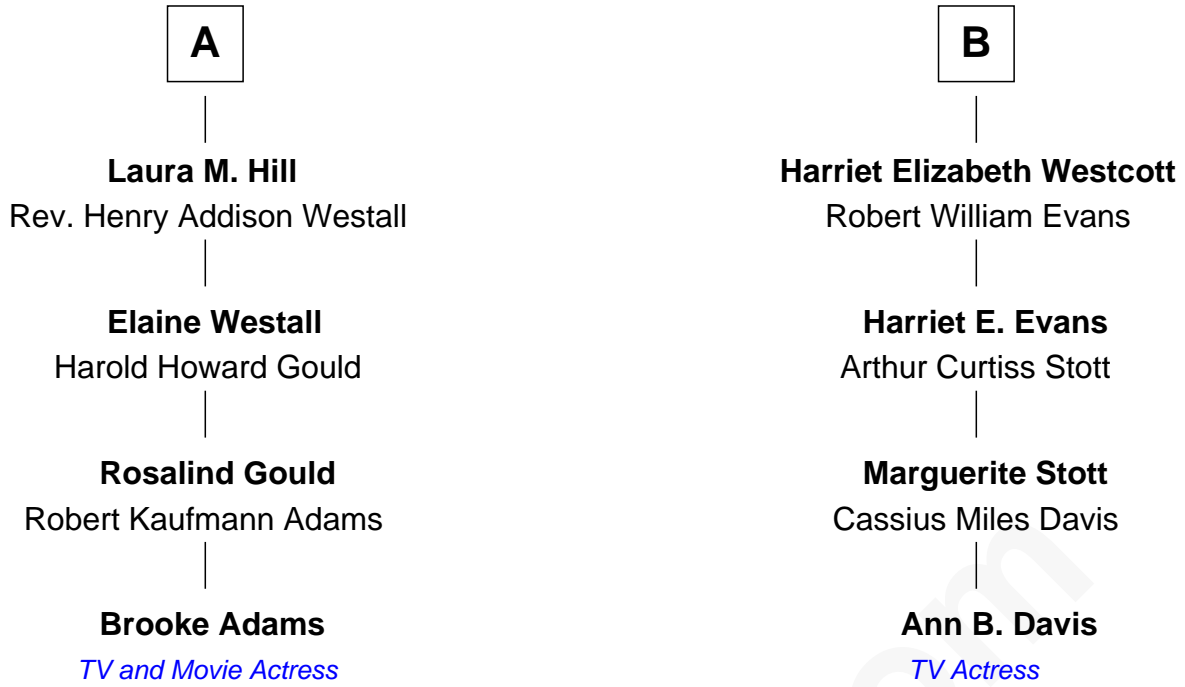 A
Laura M. Hill
Rev. Henry Addison Westall
Elaine Westall
Harold Howard Gould
Rosalind Gould
Robert Kaufmann Adams
Brooke Adams
TV and Movie Actress
B
Harriet Elizabeth Westcott
Robert William Evans
Harriet E. Evans
Arthur Curtiss Stott
Marguerite Stott
Cassius Miles Davis
Ann B. Davis
TV Actress
om